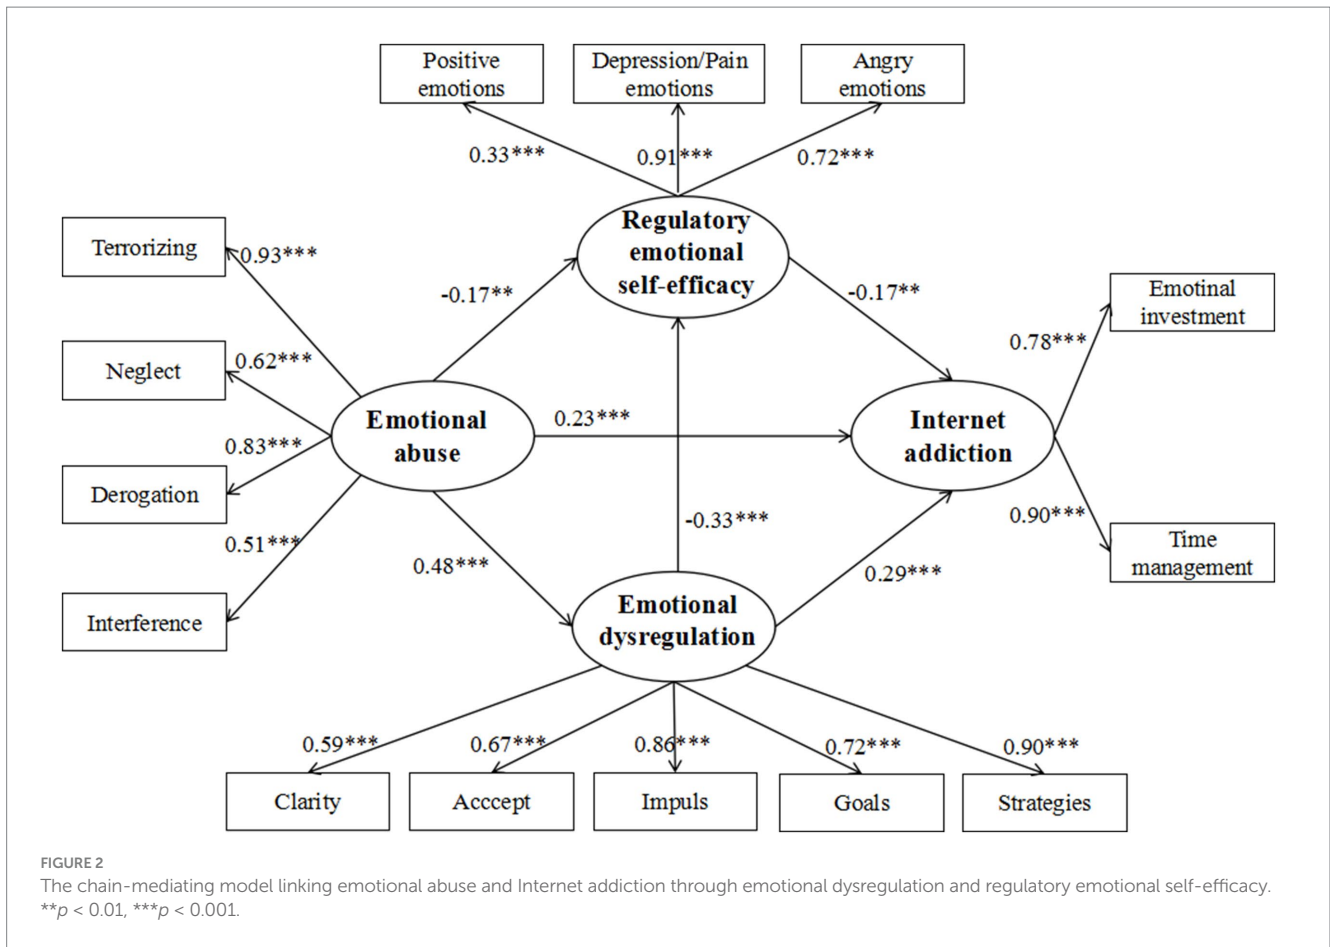 Positive
emotions
Depression/Pain
emotions
Angry
emotions
0.33***
0.91***
0.72***
Regulatory
emotional
self-efficacy
Terrorizing
0.93***
-0.17**
-0.17**
Emotinal
investment
Neglect
0.62***
0.78***
Emotional
abuse
0.23***
Internet
addiction
Derogation
0.83***
Interference
0.51***
0.48***
-0.33***
0.29***
0.90***
Time
management
Emotional
dysregulation
0.59***
0.67***
0.86***
0.72***
0.90***
Clarity
Acccept
Impuls
Goals
Strategies
FIGURE 2
The chain-mediating model linking emotional abuse and Internet addiction through emotional dysregulation and regulatory emotional self-efficacy.
**p < 0.01, ***p < 0.001.